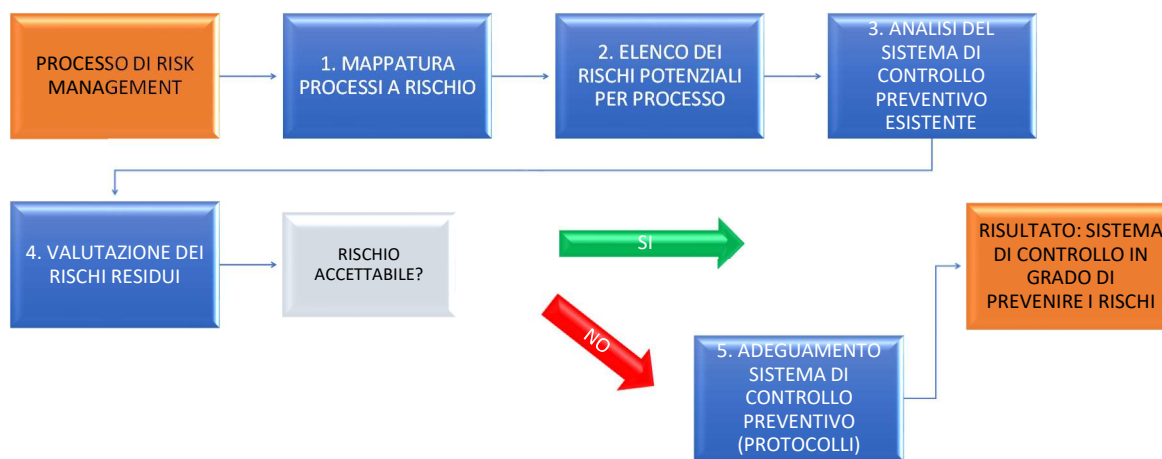 PROCESSO DI RISK
MANAGEMENT
1. MAPPATURA
PROCESSI A RISCHIO
2. ELENCO DEI
RISCHI POTENZIALI
PER PROCESSO
3. ANALISI DEL
SISTEMA DI
CONTROLLO
PREVENTIVO
ESISTENTE
4. VALUTAZIONE DEI
RISCHI RESIDUI
RISCHIO
ACCETTABILE?
SI
NO
5. ADEGUAMENTO
SISTEMA DI
CONTROLLO
PREVENTIVO
(PROTOCOLLI)
RISULTATO: SISTEMA
DI CONTROLLO IN
GRADO DI
PREVENIRE I RISCHI